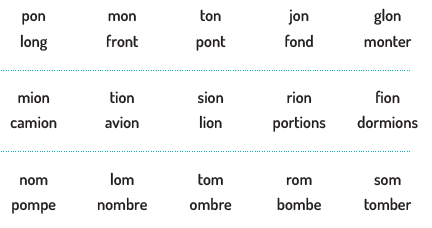 pon mon ton jon glon
long front pont fond monter
mion tion sion rion fion
camion avion lion portions dormions
nom lom tom rom som
pompe nombre ombre bombe tomber